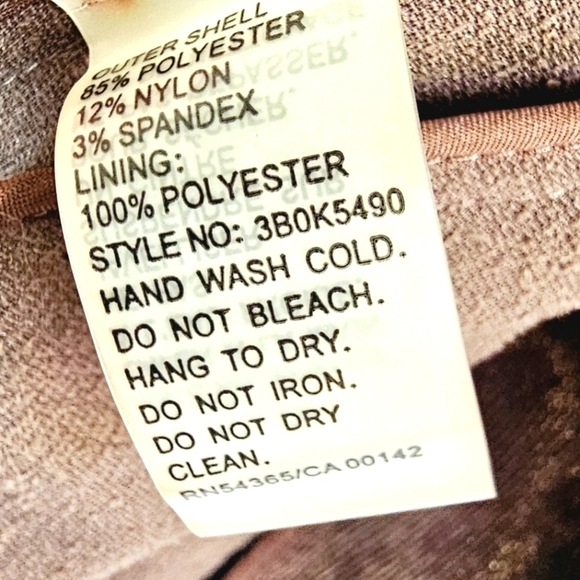 OUTER SHELL
85% POLYESTER
12% NYLON
3% SPANDEX
LINING:
100% POLYESTER
STYLE NO: 3B0K5490
HAND WASH COLD.
DO NOT BLEACH.
HANG TO DRY.
DO NOT IRON.
DO NOT DRY
CLEAN.
RN54365/CA 00142